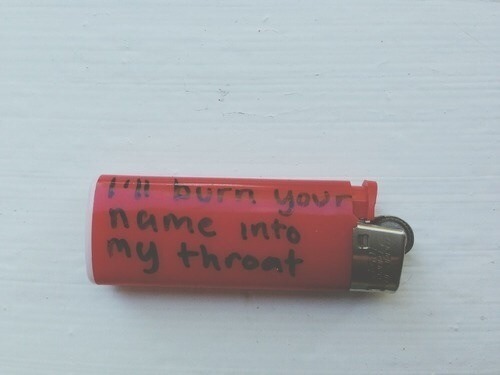 I'll burn your
name into
my throat